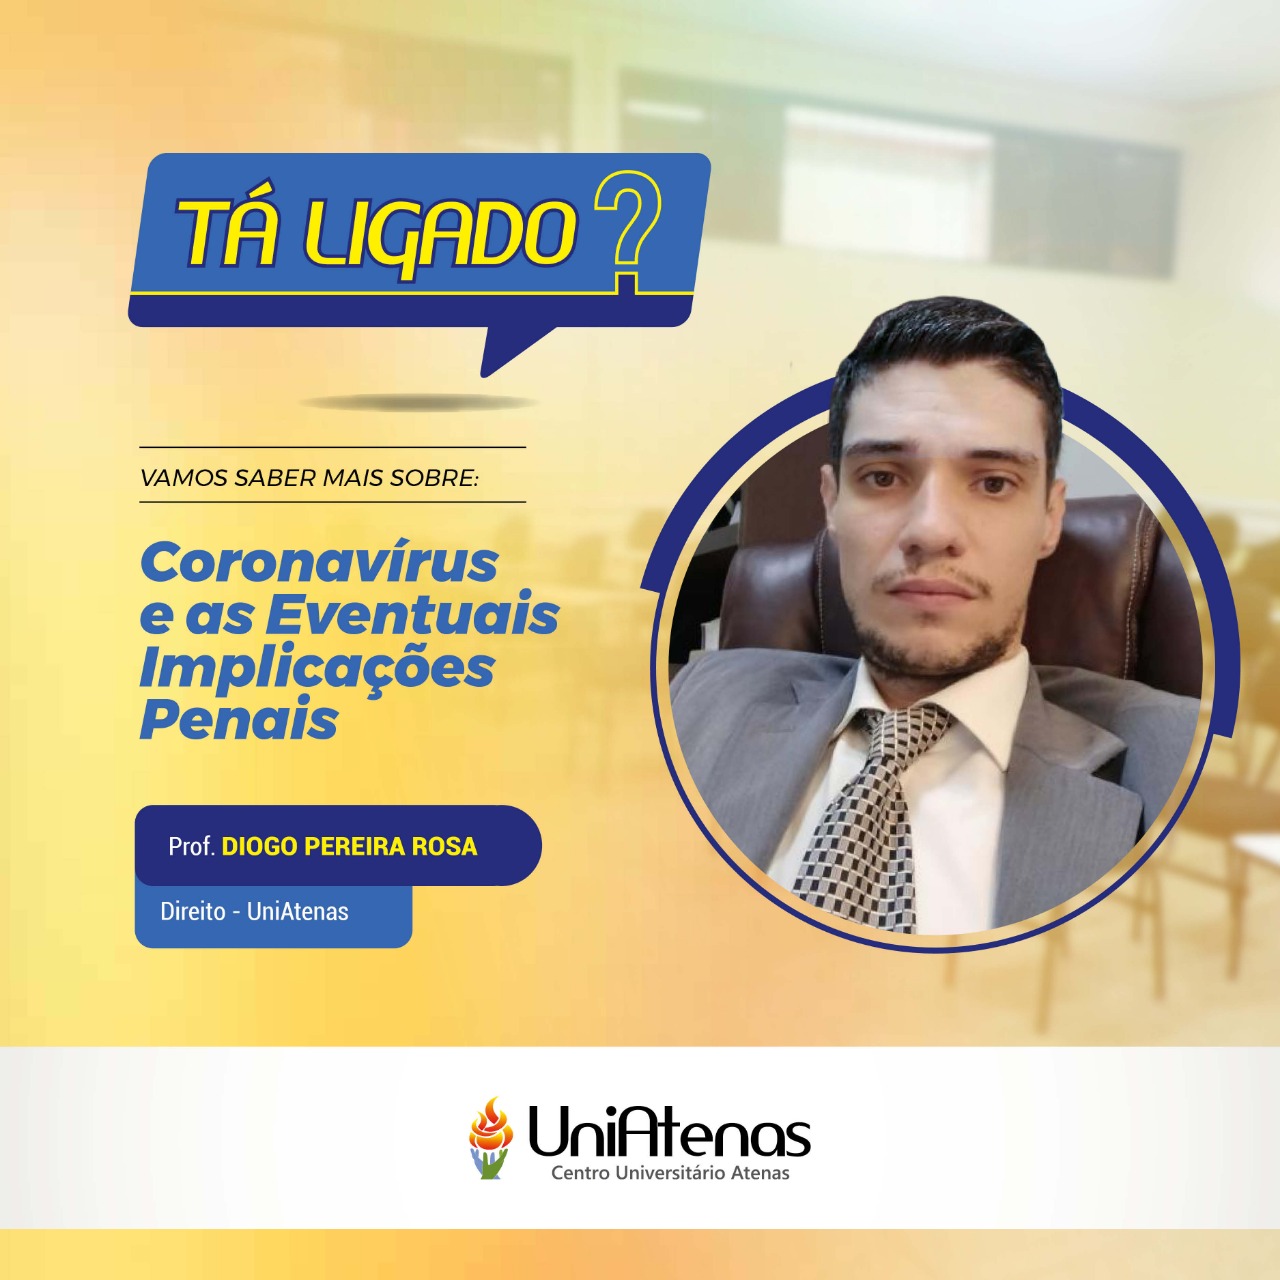 TÁ LIGADO?
VAMOS SABER MAIS SOBRE:
Coronavírus
e as Eventuais
Implicações
Penais
Prof. DIOGO PEREIRA ROSA
Direito - UniAtenas
UniAtenas
Centro Universitário Atenas